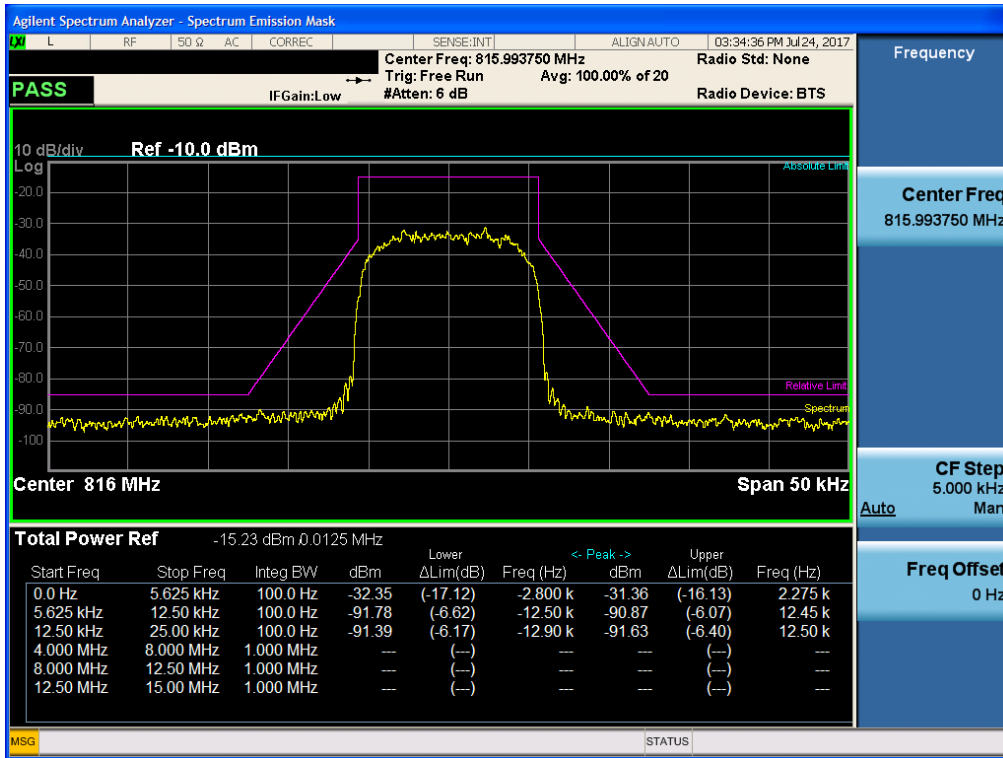 Agilent Spectrum Analyzer - Spectrum Emission Mask
LXI L RF 50 Ω AC CORREC SENSE:INT ALIGN AUTO 03:34:36 PM Jul 24, 2017
Center Freq: 815.993750 MHz Radio Std: None
Trig: Free Run Avg: 100.00% of 20
PASS IFGain:Low #Atten: 6 dB Radio Device: BTS
10 dB/div Ref -10.0 dBm
Log
Absolute Limit
-20.0
-30.0
-40.0
-50.0
-60.0
-70.0
-80.0
Relative Limit
-90.0
Spectrum
-100
Center 816 MHz Span 50 kHz
Total Power Ref -15.23 dBm / 0.0125 MHz
Lower <- Peak -> Upper
Start Freq Stop Freq Integ BW dBm ΔLim(dB) Freq (Hz) dBm ΔLim(dB) Freq (Hz)
0.0 Hz 5.625 kHz 100.0 Hz -32.35 (-17.12) -2.800 k -31.36 (-16.13) 2.275 k
5.625 kHz 12.50 kHz 100.0 Hz -91.78 (-6.62) -12.50 k -90.87 (-6.07) 12.45 k
12.50 kHz 25.00 kHz 100.0 Hz -91.39 (-6.17) -12.90 k -91.63 (-6.40) 12.50 k
4.000 MHz 8.000 MHz 1.000 MHz --- (---) --- --- (---) ---
8.000 MHz 12.50 MHz 1.000 MHz --- (---) --- --- (---) ---
12.50 MHz 15.00 MHz 1.000 MHz --- (---) --- --- (---) ---
MSG STATUS
Frequency
Center Freq
815.993750 MHz
CF Step
5.000 kHz
Auto Man
Freq Offset
0 Hz